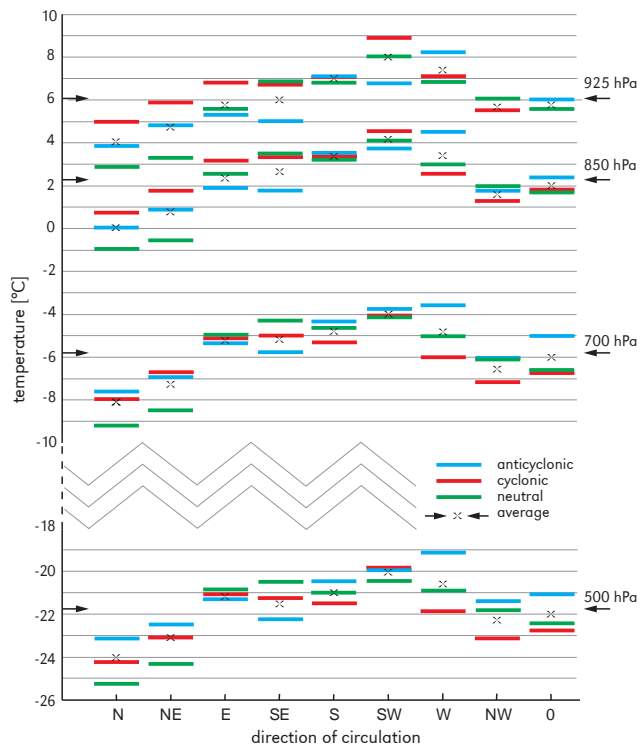 10
8
6
4
2
0
-2
-4
-6
-8
-10
-18
-20
-22
-24
-26
temperature [°C]
925 hPa
850 hPa
700 hPa
500 hPa
anticyclonic
cyclonic
neutral
average
N NE E SE S SW W NW 0
direction of circulation